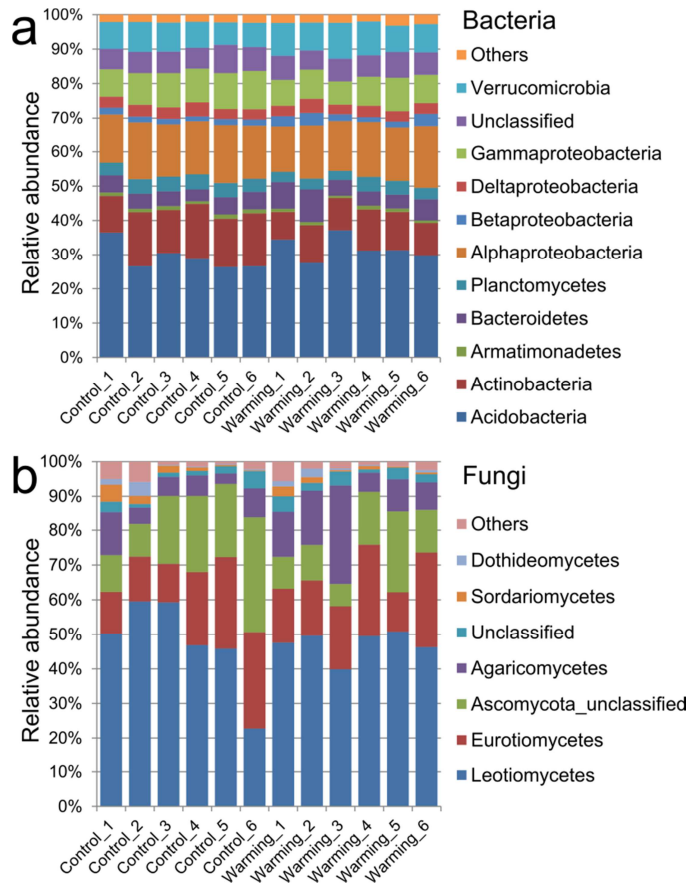 a
Bacteria
Relative abundance
100%
90%
80%
70%
60%
50%
40%
30%
20%
10%
0%
Control_1
Control_2
Control_3
Control_4
Control_5
Control_6
Warming_1
Warming_2
Warming_3
Warming_4
Warming_5
Warming_6
Others
Verrucomicrobia
Unclassified
Gammaproteobacteria
Deltaproteobacteria
Betaproteobacteria
Alphaproteobacteria
Planctomycetes
Bacteroidetes
Armatimonadetes
Actinobacteria
Acidobacteria
b
Fungi
Relative abundance
100%
90%
80%
70%
60%
50%
40%
30%
20%
10%
0%
Control_1
Control_2
Control_3
Control_4
Control_5
Control_6
Warming_1
Warming_2
Warming_3
Warming_4
Warming_5
Warming_6
Others
Dothideomycetes
Sordariomycetes
Unclassified
Agaricomycetes
Ascomycota_unclassified
Eurotiomycetes
Leotiomycetes